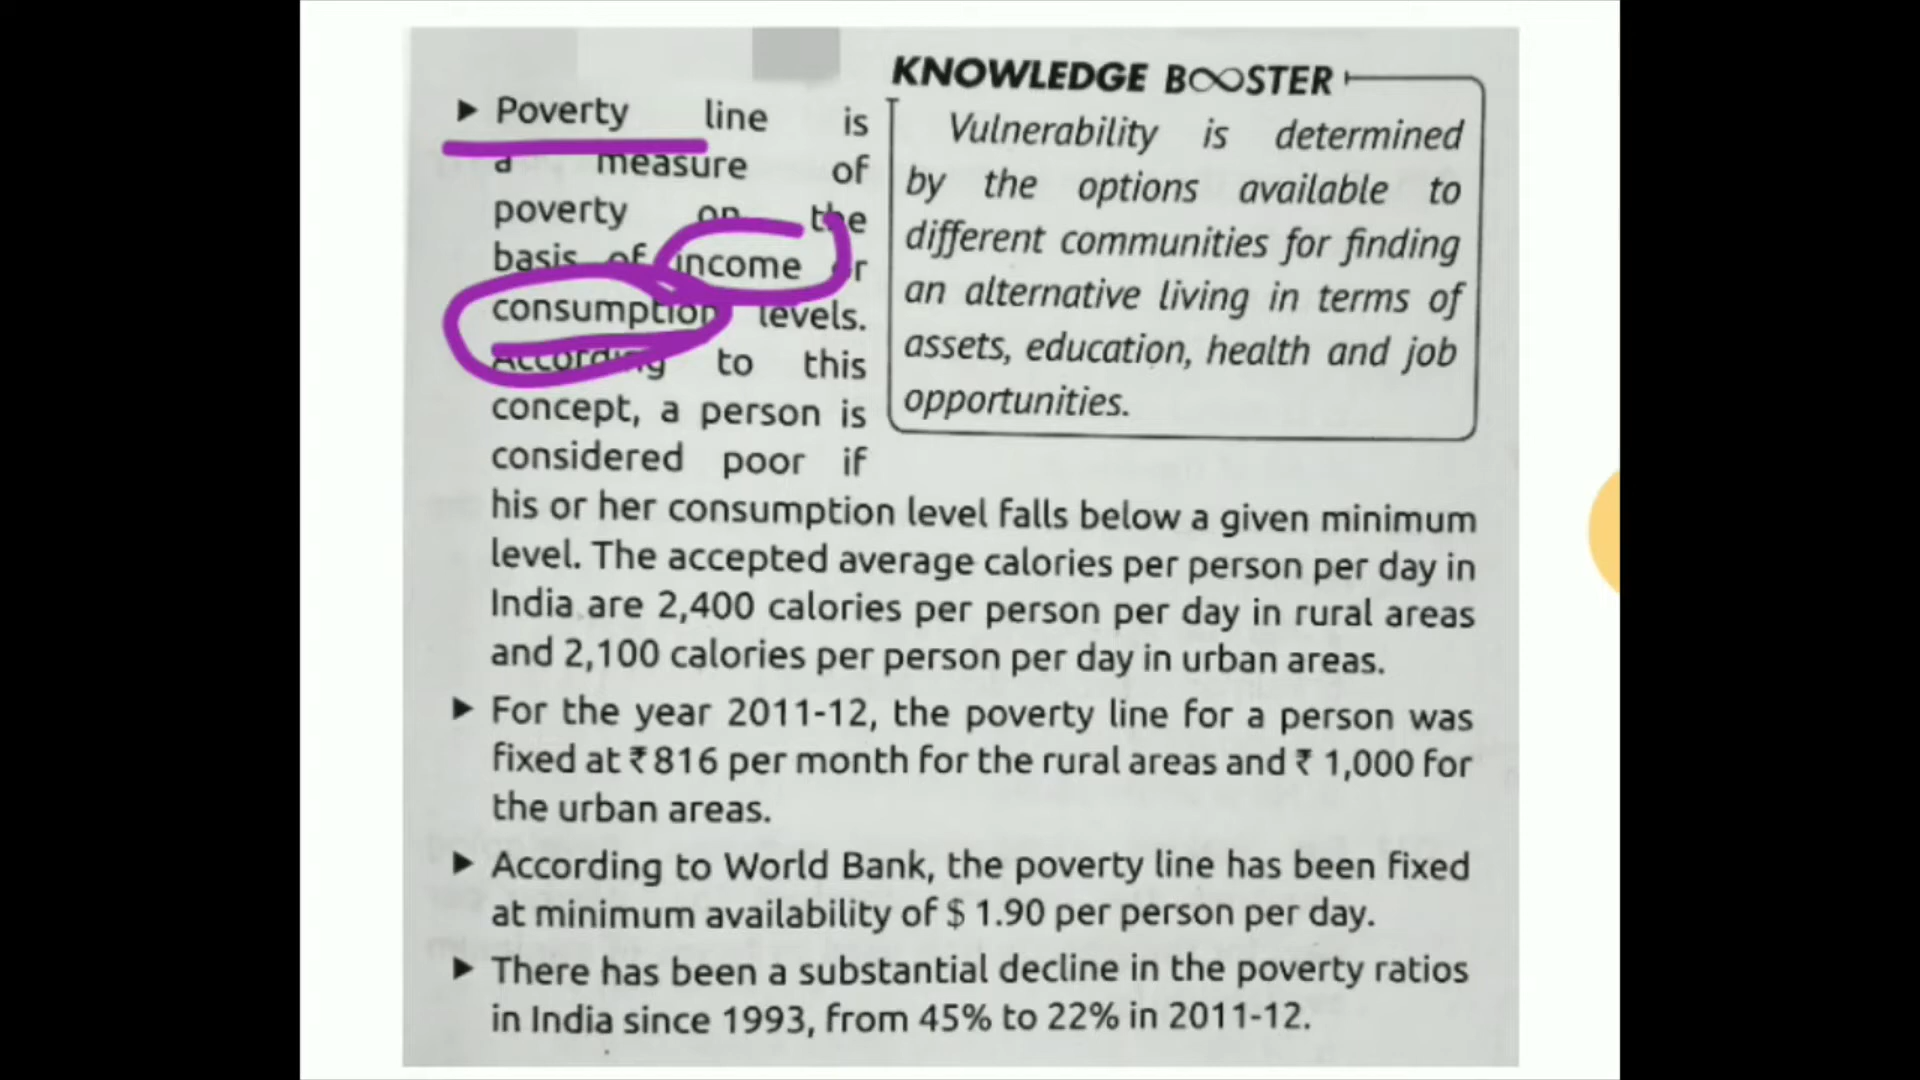 KNOWLEDGE BOOSTER
▶ Poverty line is
a measure of
poverty on the
basis of income or
consumption levels.
According to this
concept, a person is
considered poor if
Vulnerability is determined
by the options available to
different communities for finding
an alternative living in terms of
assets, education, health and job
opportunities.
his or her consumption level falls below a given minimum
level. The accepted average calories per person per day in
India are 2,400 calories per person per day in rural areas
and 2,100 calories per person per day in urban areas.
▶ For the year 2011-12, the poverty line for a person was
fixed at ₹ 816 per month for the rural areas and ₹ 1,000 for
the urban areas.
▶ According to World Bank, the poverty line has been fixed
at minimum availability of $ 1.90 per person per day.
▶ There has been a substantial decline in the poverty ratios
in India since 1993, from 45% to 22% in 2011-12.